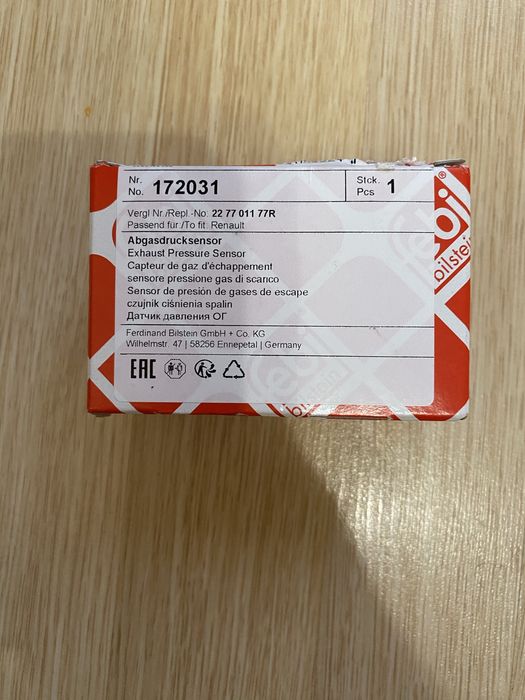 Nr.
No. 172031
Stck.
Pcs 1
Vergl Nr./Repl.-No: 22 77 011 77R
Passend für /To fit: Renault
Abgasdrucksensor
Exhaust Pressure Sensor
Capteur de gaz d'échappement
sensore pressione gas di scarico
Sensor de presión de gases de escape
czujnik ciśnienia spalin
Датчик давления ОГ
Ferdinand Bilstein GmbH + Co. KG
Wilhelmstr. 47 | 58256 Ennepetal | Germany
EAC
febi®
bilstein
febi
bilstein